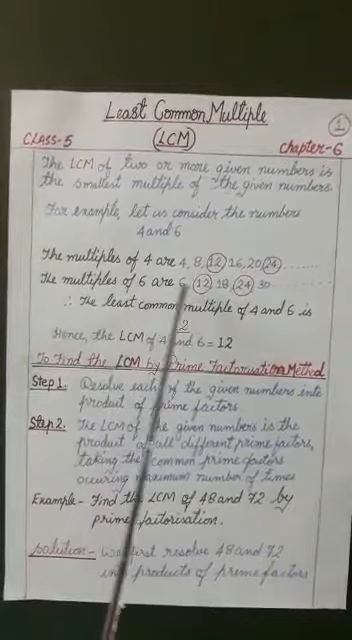 Least Common Multiple
1
(LCM)
CLASS-5
Chapter-6
The LCM of two or more given numbers is
the smallest multiple of the given numbers.
For example, let us consider the numbers
4 and 6
The multiples of 4 are 4, 8, 12 16, 20 24 ......
The multiples of 6 are 12 18 24 30 ......
∴ The least common multiple of 4 and 6 is
2
Hence, the LCM of 4 and 6 = 12
To Find the LCM by Prime Factorisation Method
Step 1. Resolve each of the given numbers into
product of prime factors.
Step 2. The LCM of the given numbers is the
product of all different prime factors,
taking the common prime factors
occuring maximum number of times
Example- Find the LCM of 48 and 72 by
prime factorisation.
Solution- We first resolve 48 and 72
into products of prime factors